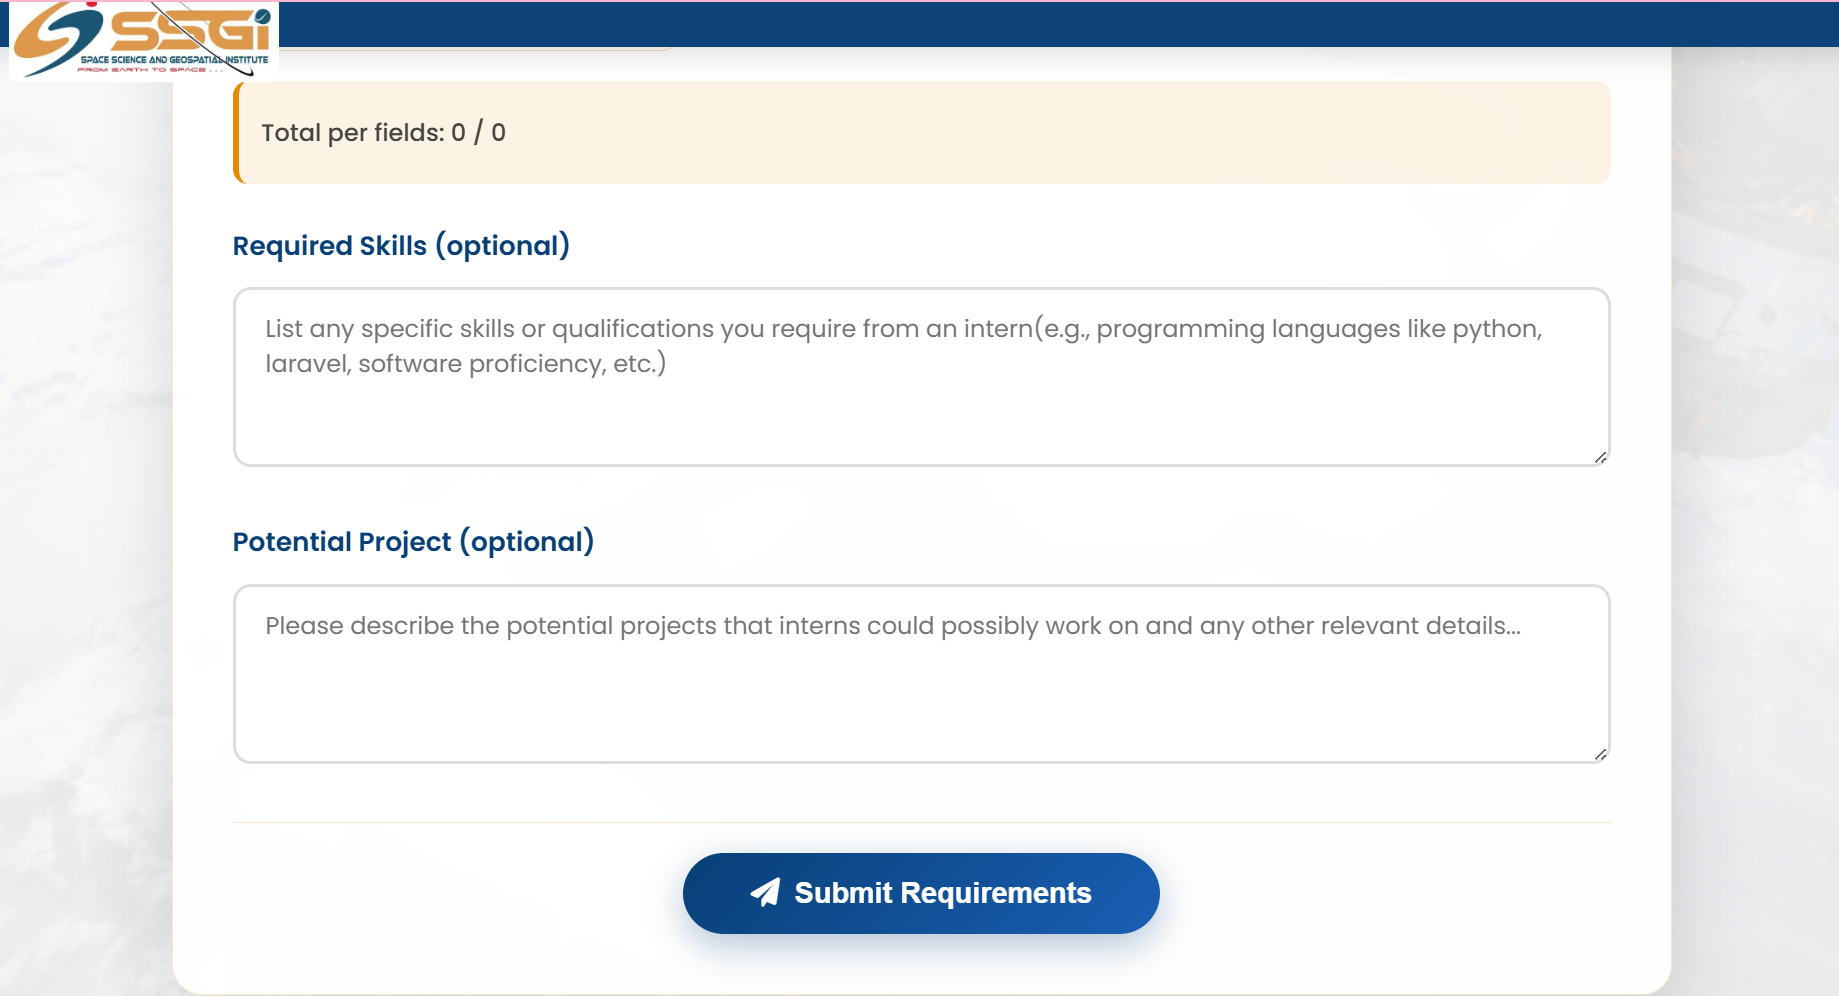 SSGi
SPACE SCIENCE AND GEOSPATIAL INSTITUTE
FROM EARTH TO SPACE...
Total per fields: 0 / 0
Required Skills (optional)
List any specific skills or qualifications you require from an intern(e.g., programming languages like python,
laravel, software proficiency, etc.)
Potential Project (optional)
Please describe the potential projects that interns could possibly work on and any other relevant details...
Submit Requirements